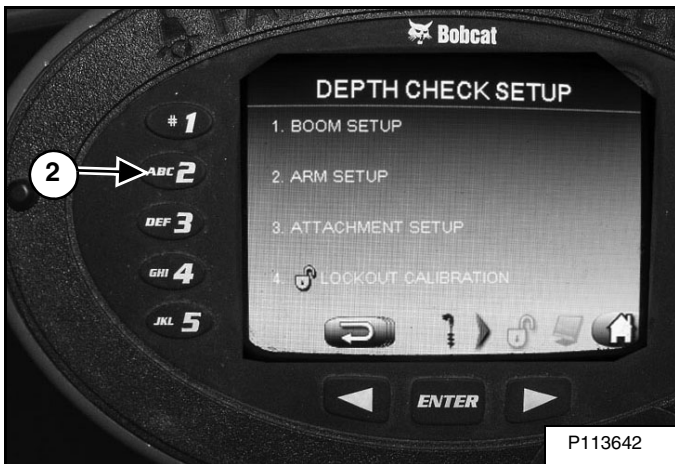 Bobcat
DEPTH CHECK SETUP
# 1
1. BOOM SETUP
2
ABC 2
2. ARM SETUP
DEF 3
3. ATTACHMENT SETUP
GHI 4
4. LOCKOUT CALIBRATION
JKL 5
ENTER
P113642